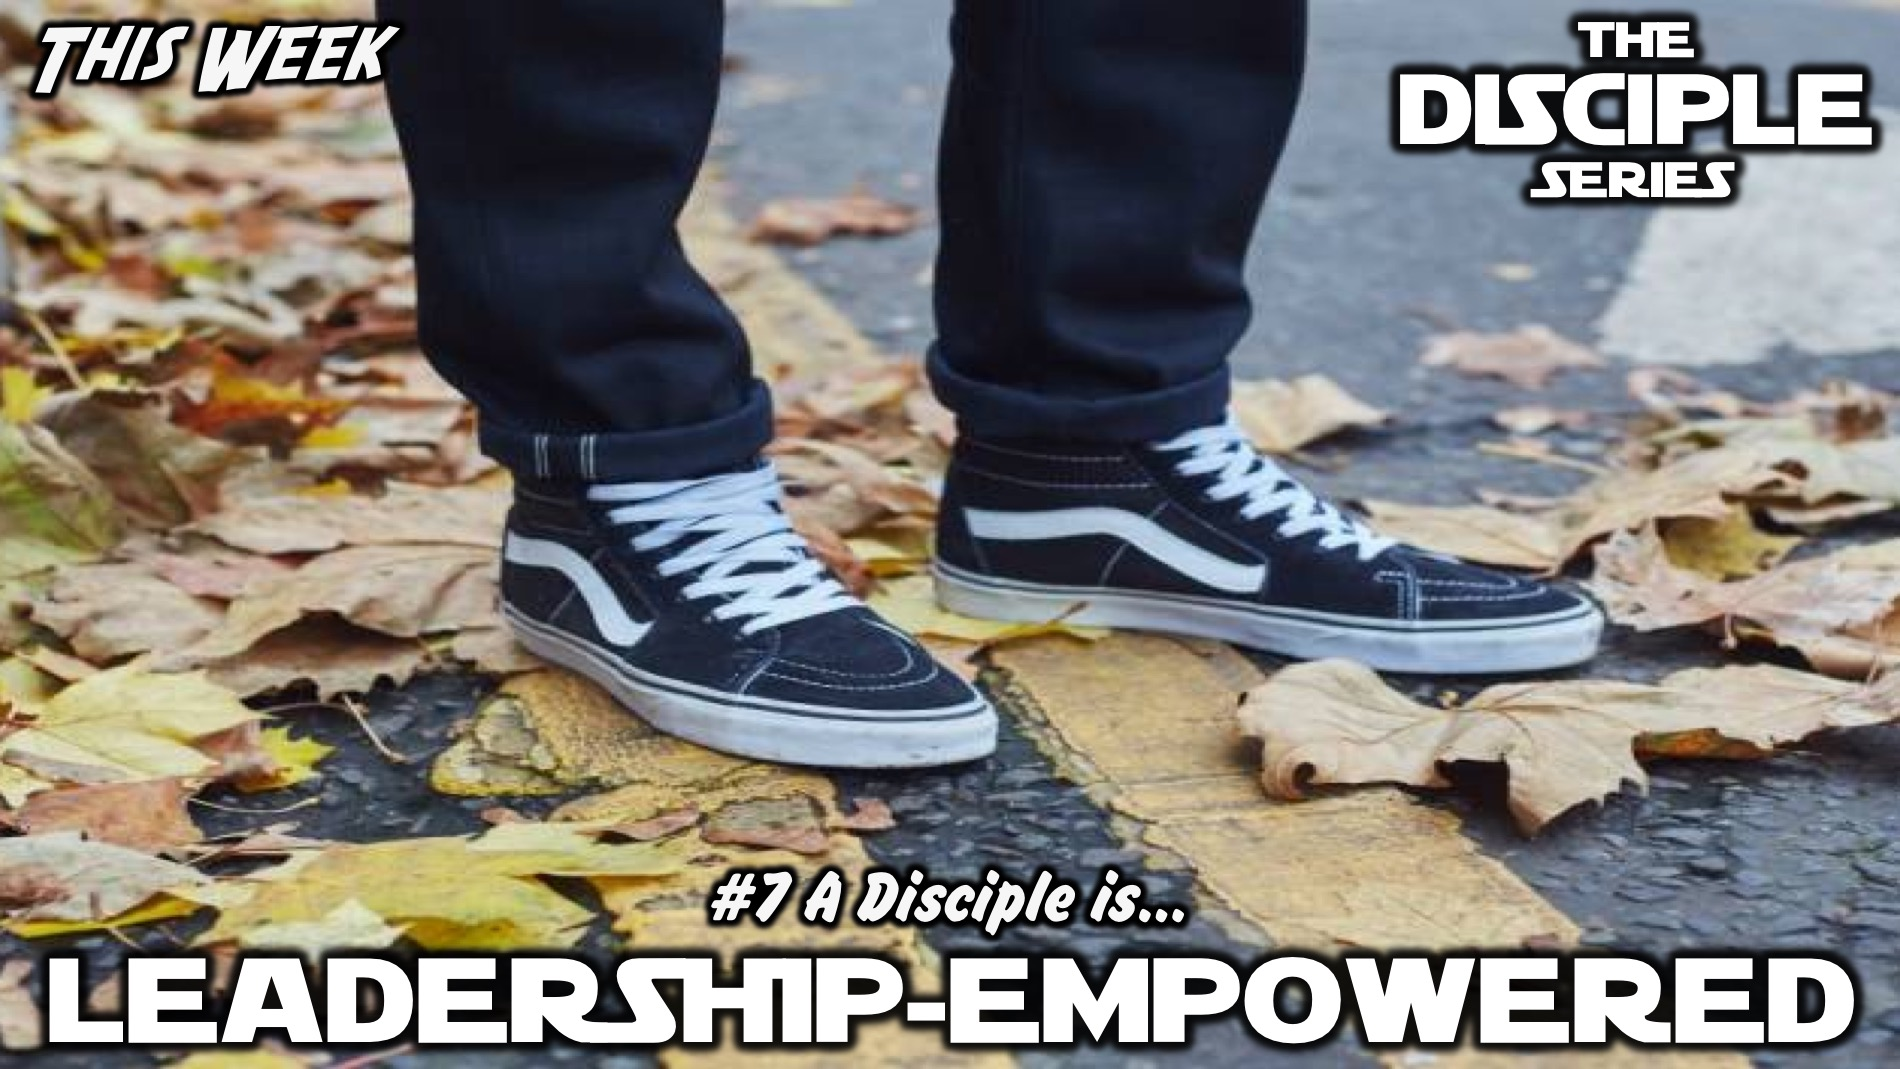 THIS WEEK
THE
DISCIPLE
SERIES
#7 A Disciple is...
LEADERSHIP-EMPOWERED